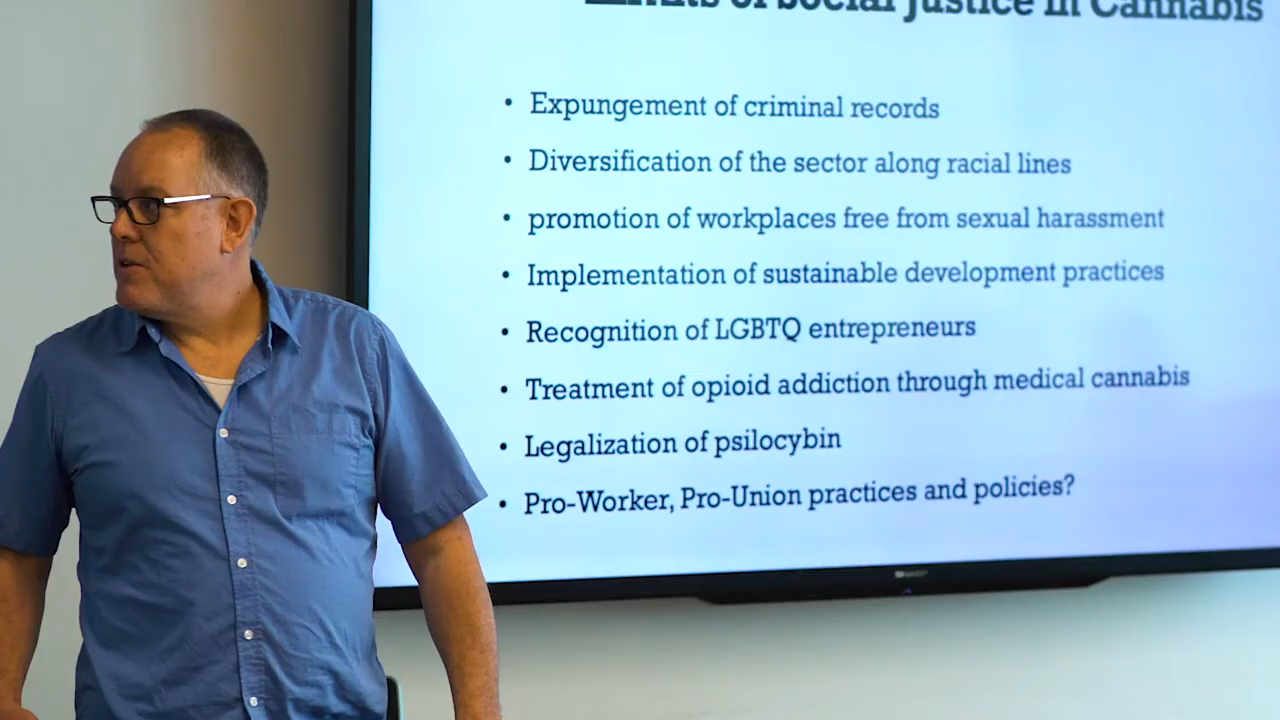 Limits of Social Justice in Cannabis
• Expungement of criminal records
• Diversification of the sector along racial lines
• promotion of workplaces free from sexual harassment
• Implementation of sustainable development practices
• Recognition of LGBTQ entrepreneurs
• Treatment of opioid addiction through medical cannabis
• Legalization of psilocybin
• Pro-Worker, Pro-Union practices and policies?